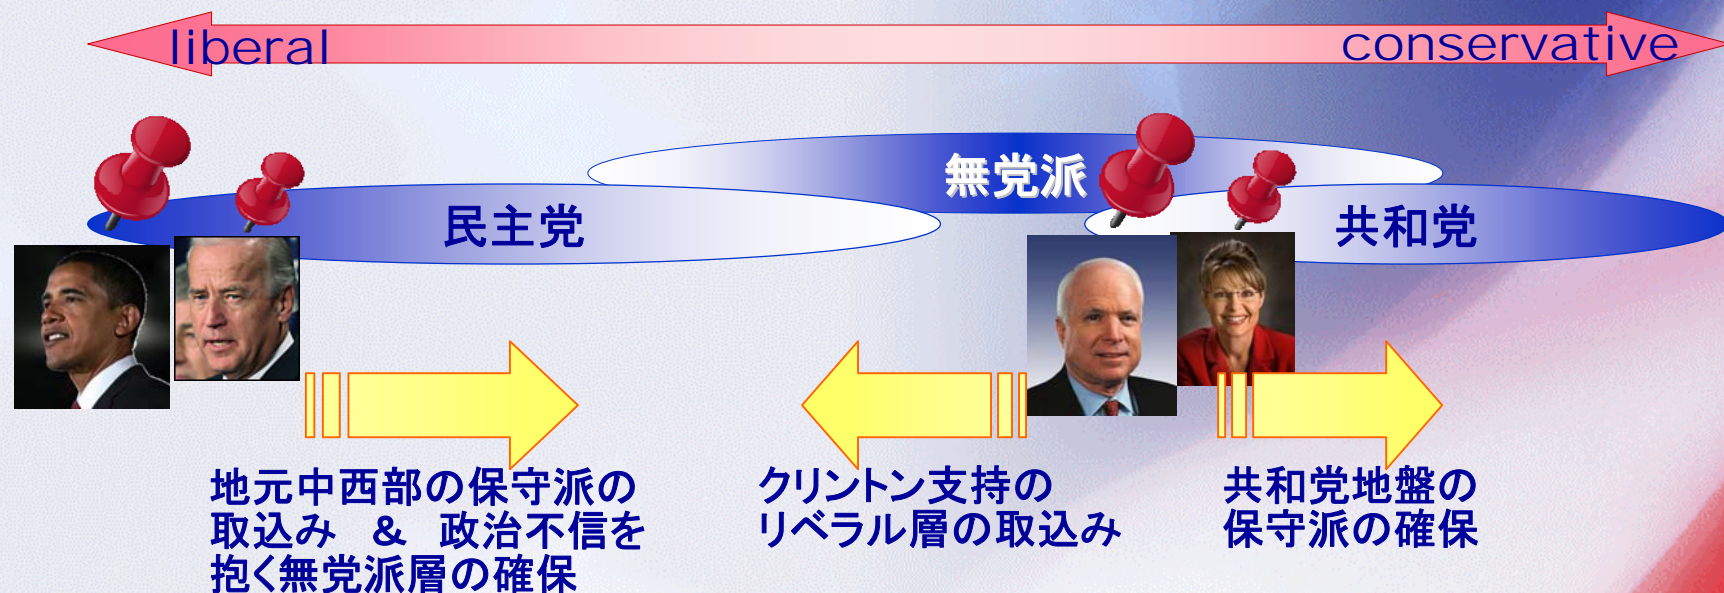 liberal
conservative
無党派
民主党
共和党
地元中西部の保守派の
取込み ＆ 政治不信を
抱く無党派層の確保
クリントン支持の
リベラル層の取込み
共和党地盤の
保守派の確保